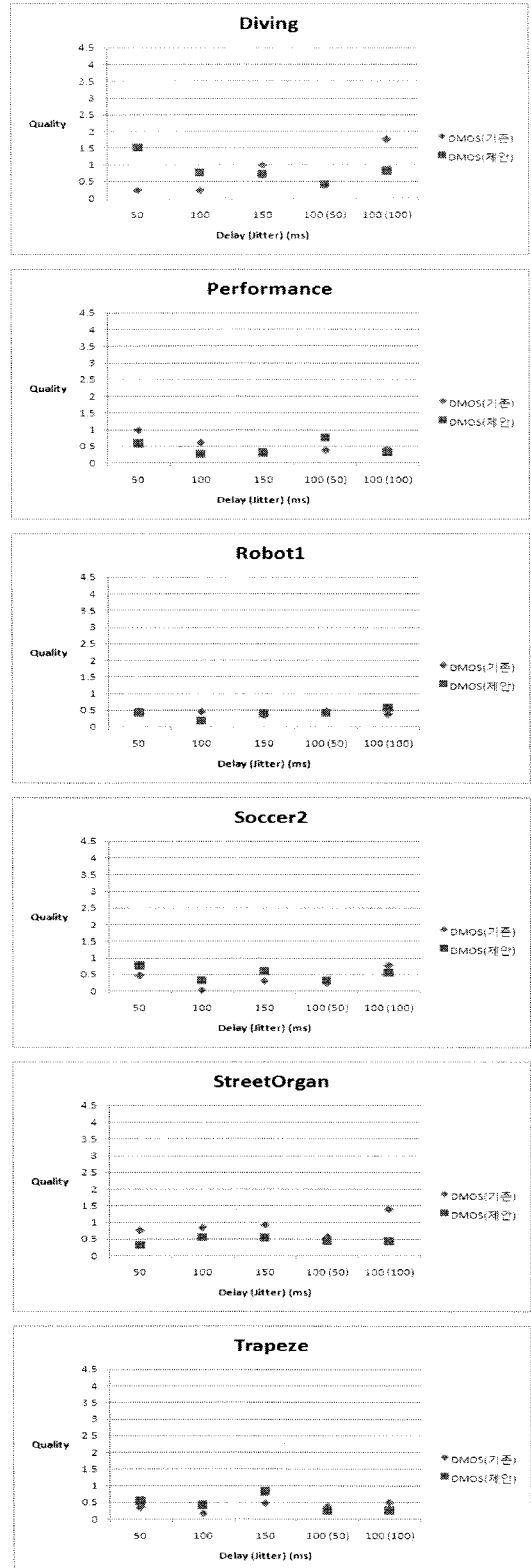 Diving
4.5
4
3.5
3
2.5
2
1.5
1
0.5
0
Quality
50 100 150 100 (50) 100 (100)
Delay (Jitter) (ms)
DMOS(기존)
DMOS(제안)
Performance
4.5
4
3.5
3
2.5
2
1.5
1
0.5
0
Quality
50 100 150 100 (50) 100 (100)
Delay (Jitter) (ms)
DMOS(기존)
DMOS(제안)
Robot1
4.5
4
3.5
3
2.5
2
1.5
1
0.5
0
Quality
50 100 150 100 (50) 100 (100)
Delay (Jitter) (ms)
DMOS(기존)
DMOS(제안)
Soccer2
4.5
4
3.5
3
2.5
2
1.5
1
0.5
0
Quality
50 100 150 100 (50) 100 (100)
Delay (Jitter) (ms)
DMOS(기존)
DMOS(제안)
StreetOrgan
4.5
4
3.5
3
2.5
2
1.5
1
0.5
0
Quality
50 100 150 100 (50) 100 (100)
Delay (Jitter) (ms)
DMOS(기존)
DMOS(제안)
Trapeze
4.5
4
3.5
3
2.5
2
1.5
1
0.5
0
Quality
50 100 150 100 (50) 100 (100)
Delay (Jitter) (ms)
DMOS(기존)
DMOS(제안)